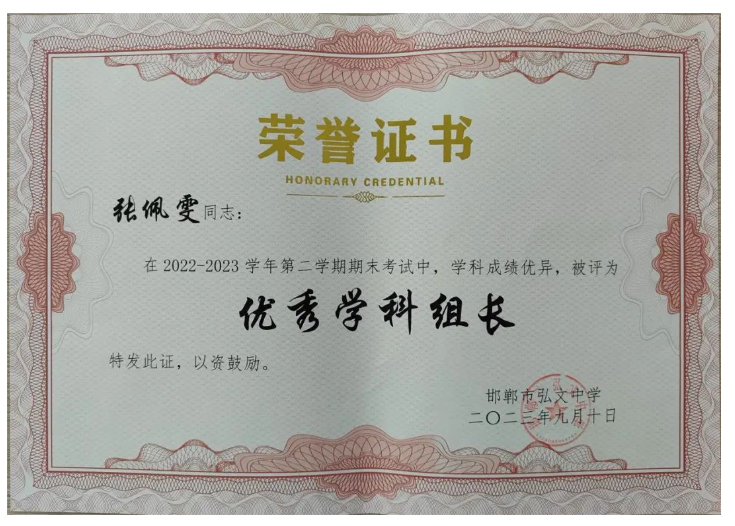 荣誉证书
HONORARY CREDENTIAL
张佩雯同志:
在2022-2023学年第二学期期末考试中，学科成绩优异，被评为
优秀学科组长
特发此证，以资鼓励。
邯郸市弘文中学
二〇二三年九月十日